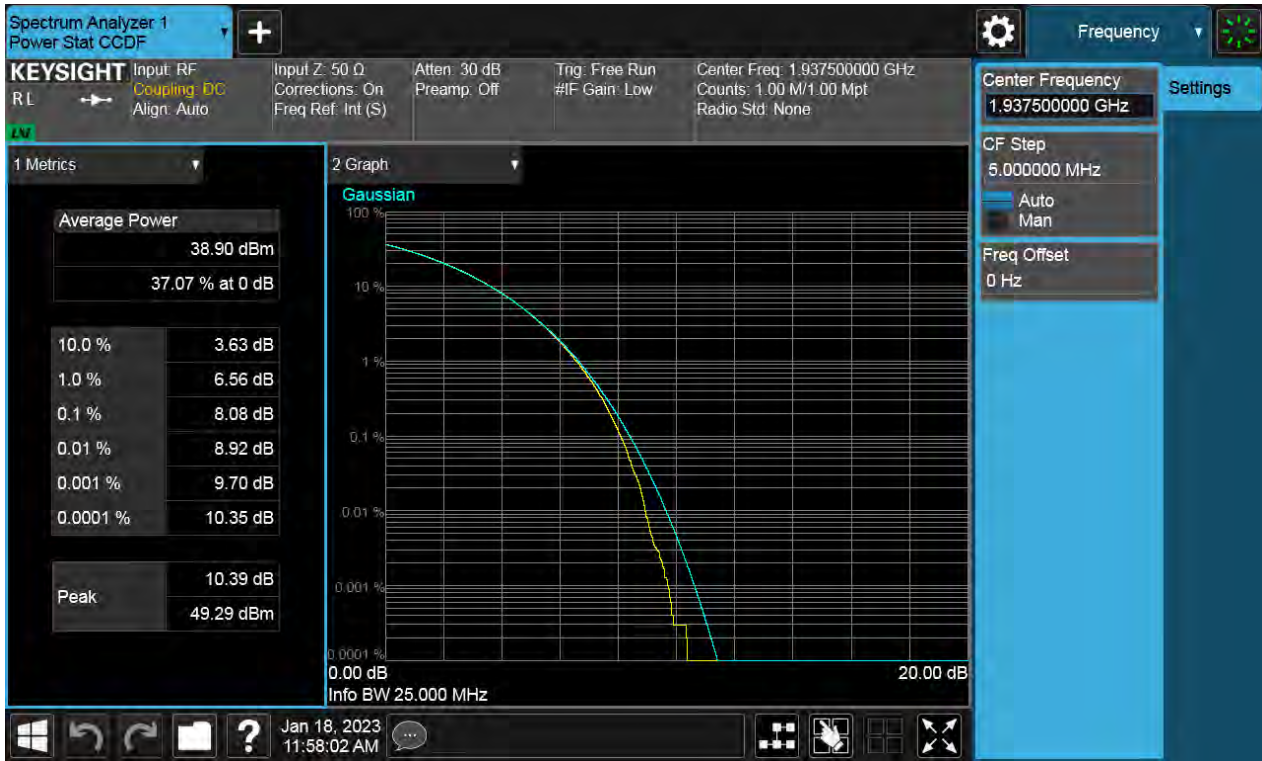 Spectrum Analyzer 1
Power Stat CCDF
+
Frequency
KEYSIGHT
RL
LNI
Input: RF
Coupling: DC
Align: Auto
Input Z: 50 Ω
Corrections: On
Freq Ref: Int (S)
Atten: 30 dB
Preamp: Off
Trig: Free Run
#IF Gain: Low
Center Freq: 1.937500000 GHz
Counts: 1.00 M/1.00 Mpt
Radio Std: None
Center Frequency
1.937500000 GHz
Settings
CF Step
5.000000 MHz
Auto
Man
Freq Offset
0 Hz
1 Metrics
Average Power
38.90 dBm
37.07 % at 0 dB
10.0 % 3.63 dB
1.0 % 6.56 dB
0.1 % 8.08 dB
0.01 % 8.92 dB
0.001 % 9.70 dB
0.0001 % 10.35 dB
Peak
10.39 dB
49.29 dBm
2 Graph
Gaussian
100 %
10 %
1 %
0.1 %
0.01 %
0.001 %
0.0001 %
0.00 dB 20.00 dB
Info BW 25.000 MHz
?
Jan 18, 2023
11:58:02 AM